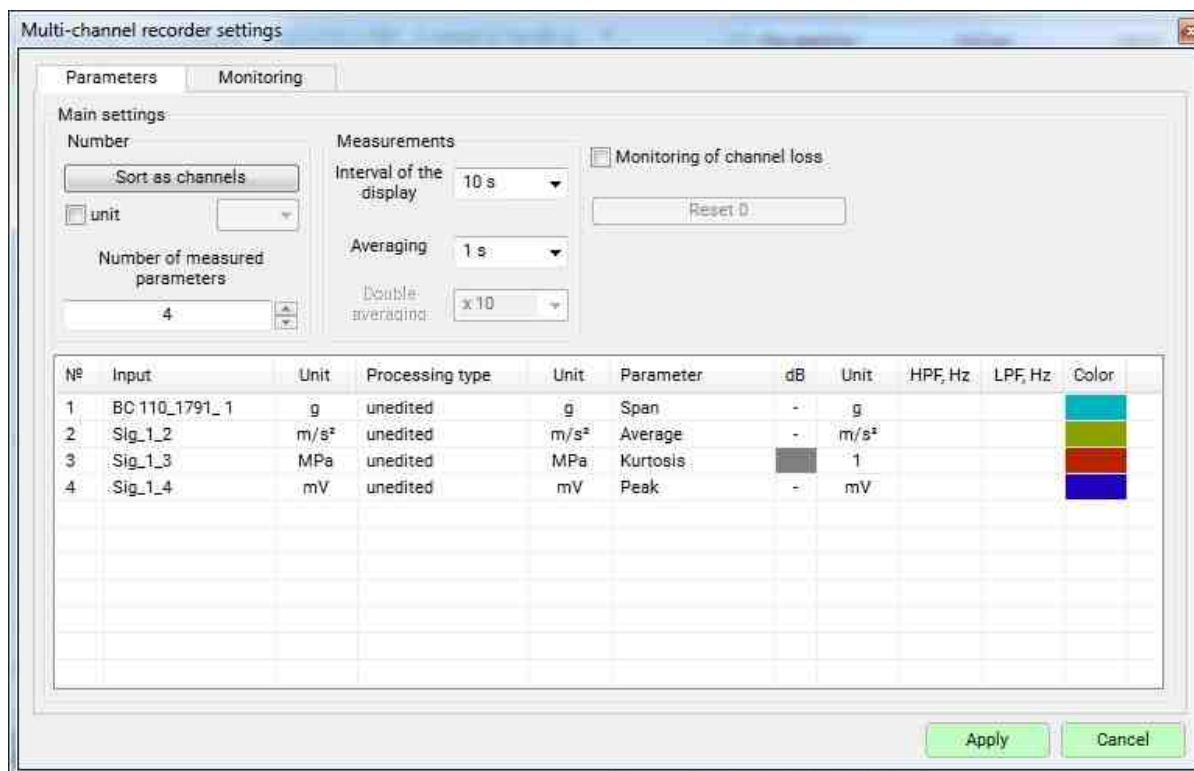 Multi-channel recorder settings
Parameters Monitoring
Main settings
Number
Sort as channels
unit
Number of measured
parameters
4
Measurements
Interval of the
display
10 s
Averaging
1 s
Double
averaging
x 10
Monitoring of channel loss
Reset 0
№ Input Unit Processing type Unit Parameter dB Unit HPF, Hz LPF, Hz Color
1 BC 110_1791_ 1 g unedited g Span - g
2 Sig_1_2 m/s² unedited m/s² Average - m/s²
3 Sig_1_3 MPa unedited MPa Kurtosis 1
4 Sig_1_4 mV unedited mV Peak - mV
Apply Cancel